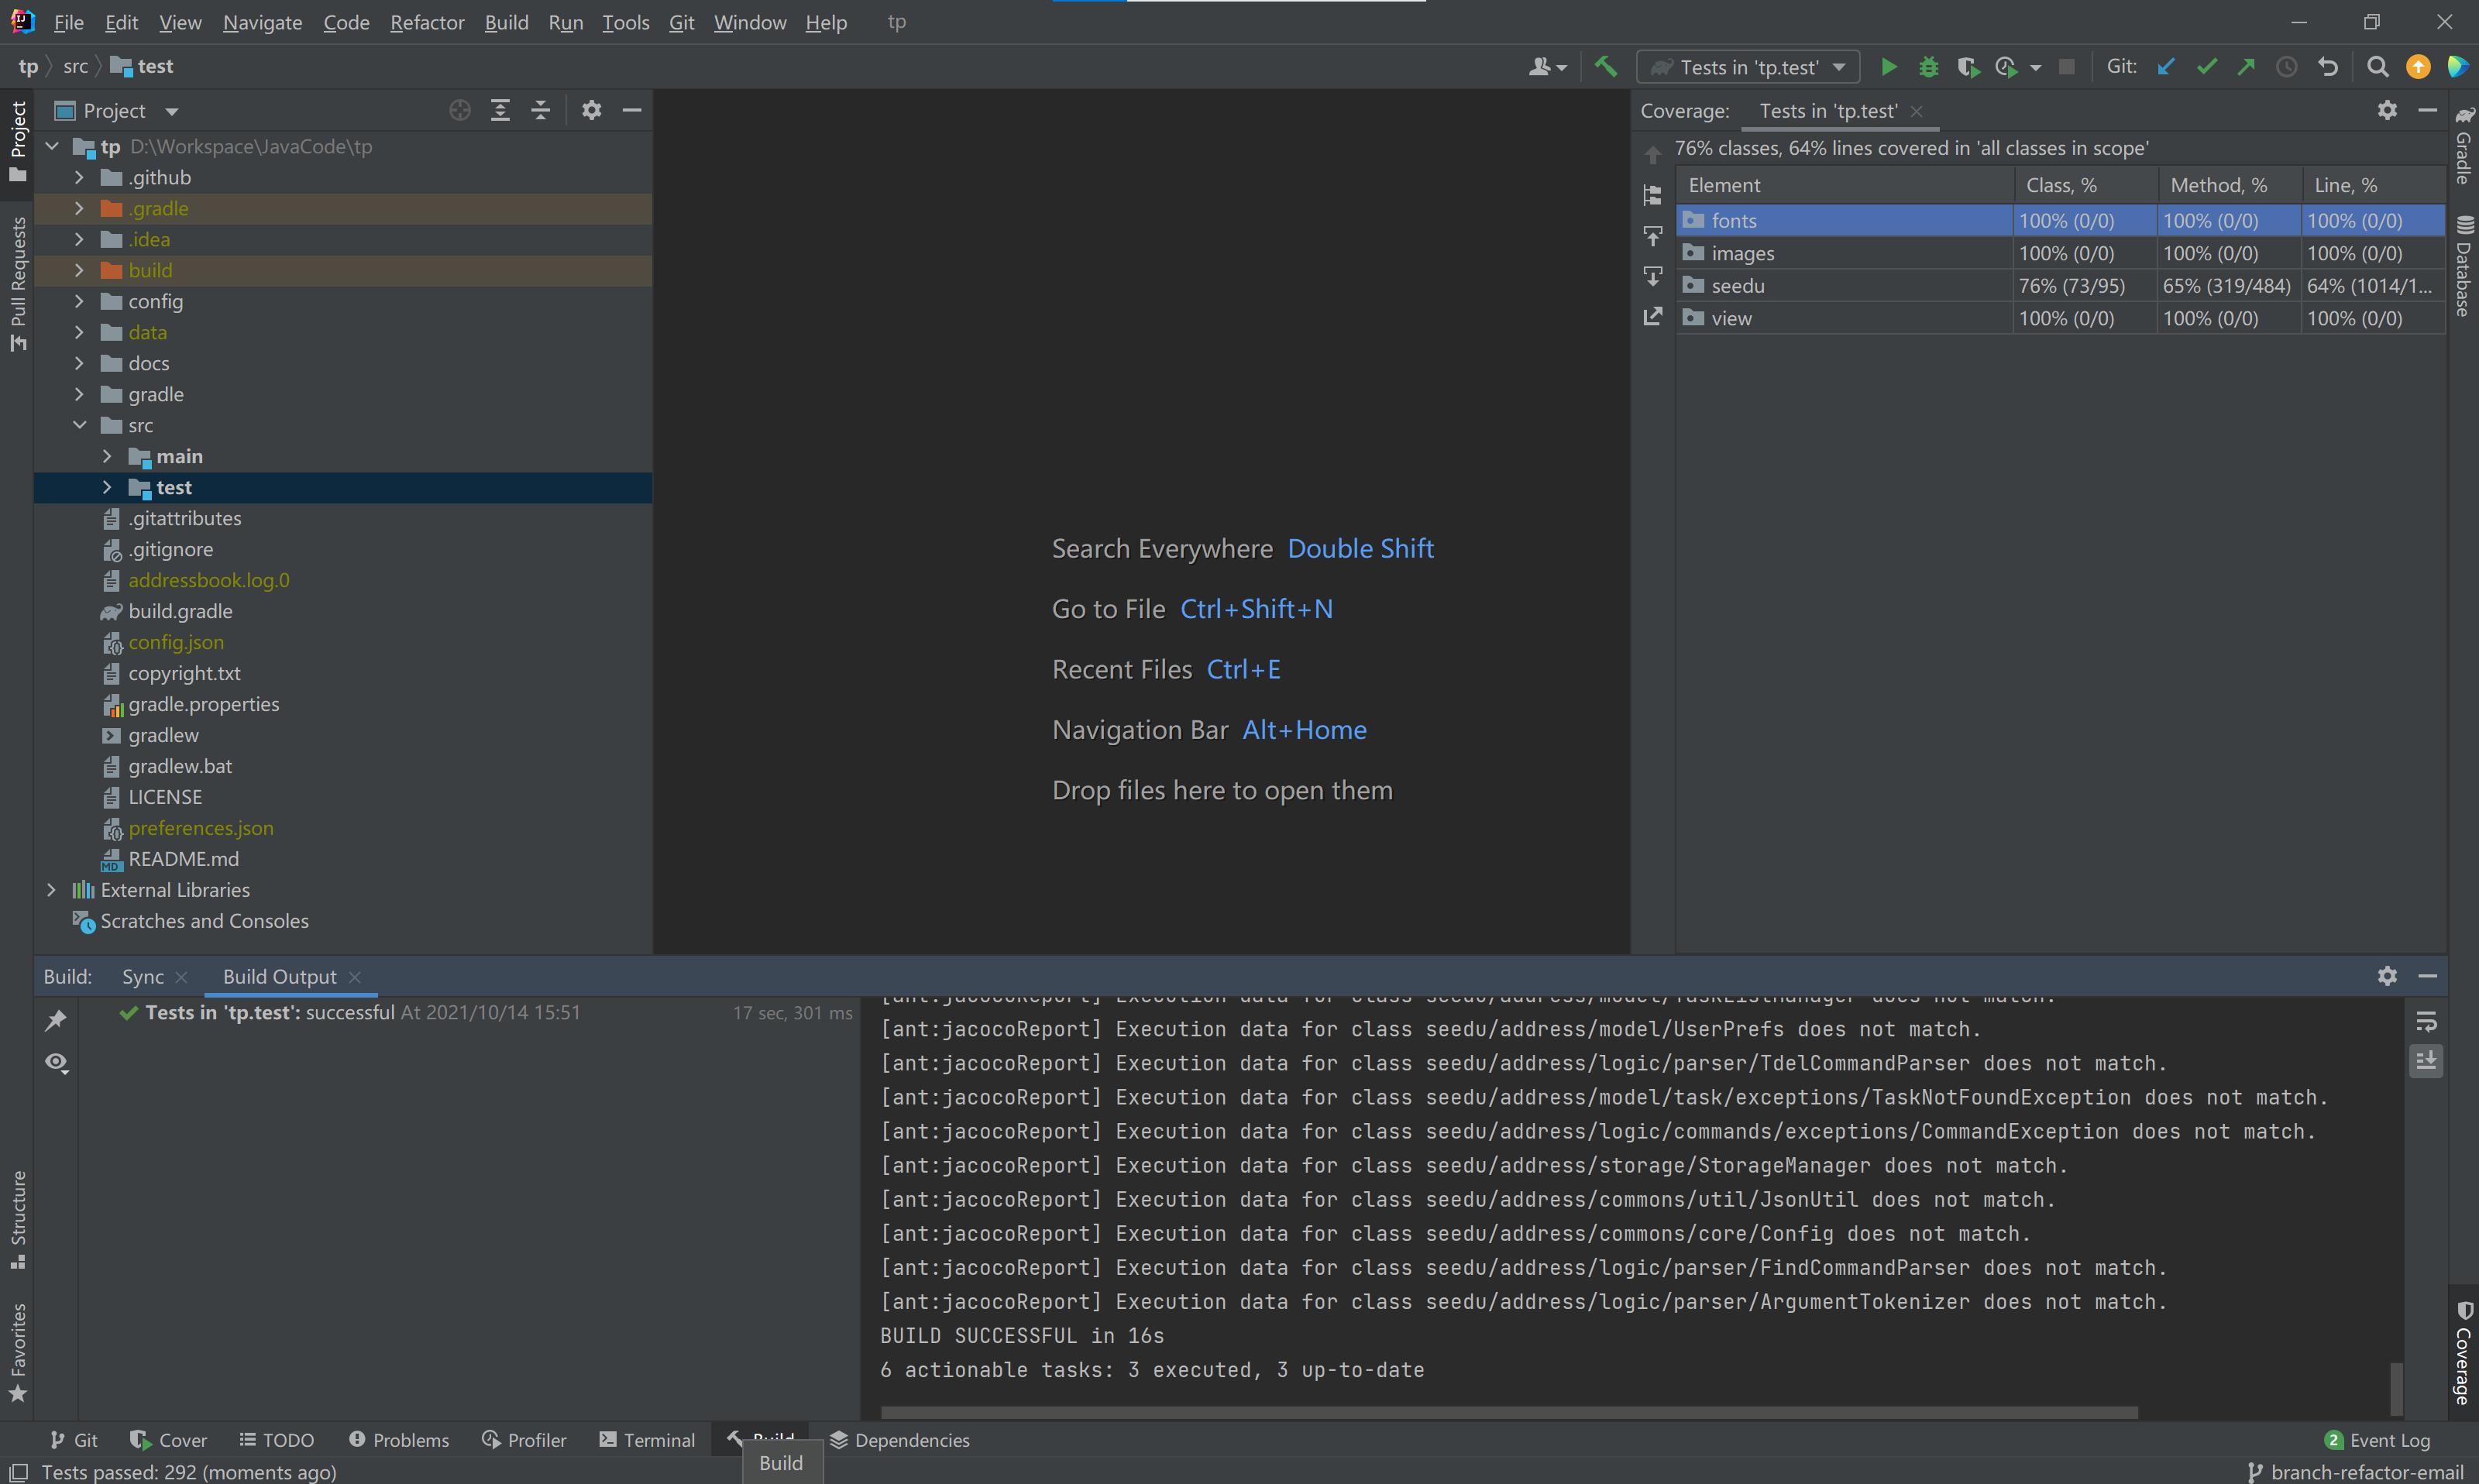 File Edit View Navigate Code Refactor Build Run Tools Git Window Help tp
tp src test
Tests in 'tp.test' Git:
Project
Coverage: Tests in 'tp.test'
76% classes, 64% lines covered in 'all classes in scope'
Element Class, % Method, % Line, %
fonts 100% (0/0) 100% (0/0) 100% (0/0)
images 100% (0/0) 100% (0/0) 100% (0/0)
seedu 76% (73/95) 65% (319/484) 64% (1014/1...
view 100% (0/0) 100% (0/0) 100% (0/0)
Project
Pull Requests
Structure
Favorites
tp D:\Workspace\JavaCode\tp
.github
.gradle
.idea
build
config
data
docs
gradle
src
main
test
.gitattributes
.gitignore
addressbook.log.0
build.gradle
config.json
copyright.txt
gradle.properties
gradlew
gradlew.bat
LICENSE
preferences.json
README.md
External Libraries
Scratches and Consoles
Search Everywhere Double Shift
Go to File Ctrl+Shift+N
Recent Files Ctrl+E
Navigation Bar Alt+Home
Drop files here to open them
Gradle
Database
Coverage
Build: Sync Build Output
Tests in 'tp.test': successful At 2021/10/14 15:51 17 sec, 301 ms
[ant:jacocoReport] Execution data for class seedu/address/model/TaskListManager does not match.
[ant:jacocoReport] Execution data for class seedu/address/model/UserPrefs does not match.
[ant:jacocoReport] Execution data for class seedu/address/logic/parser/TdelCommandParser does not match.
[ant:jacocoReport] Execution data for class seedu/address/model/task/exceptions/TaskNotFoundException does not match.
[ant:jacocoReport] Execution data for class seedu/address/logic/commands/exceptions/CommandException does not match.
[ant:jacocoReport] Execution data for class seedu/address/storage/StorageManager does not match.
[ant:jacocoReport] Execution data for class seedu/address/commons/util/JsonUtil does not match.
[ant:jacocoReport] Execution data for class seedu/address/commons/core/Config does not match.
[ant:jacocoReport] Execution data for class seedu/address/logic/parser/FindCommandParser does not match.
[ant:jacocoReport] Execution data for class seedu/address/logic/parser/ArgumentTokenizer does not match.
BUILD SUCCESSFUL in 16s
6 actionable tasks: 3 executed, 3 up-to-date
Git Cover TODO Problems Profiler Terminal Build Dependencies 2 Event Log
Build
Tests passed: 292 (moments ago) branch-refactor-email